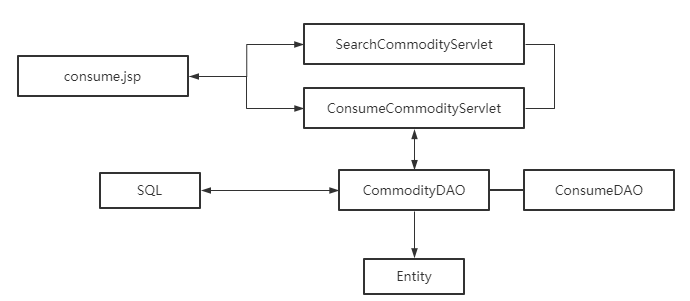 SearchCommodityServlet
consume.jsp
ConsumeCommodityServlet
SQL
CommodityDAO
ConsumeDAO
Entity